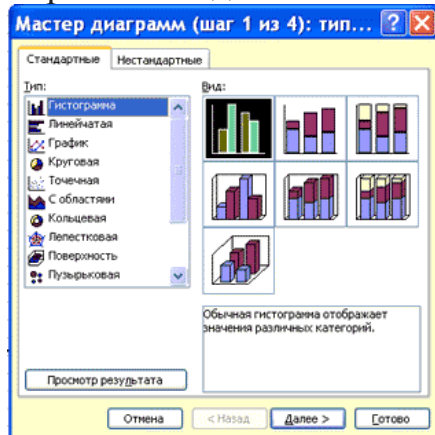 Мастер диаграмм (шаг 1 из 4): тип...
Стандартные
Нестандартные
Тип:
Гистограмма
Линейчатая
График
Круговая
Точечная
С областями
Кольцевая
Лепестковая
Поверхность
Пузырьковая
Вид:
Обычная гистограмма отображает
значения различных категорий.
Просмотр результата
Отмена
< Назад
Далее >
Готово